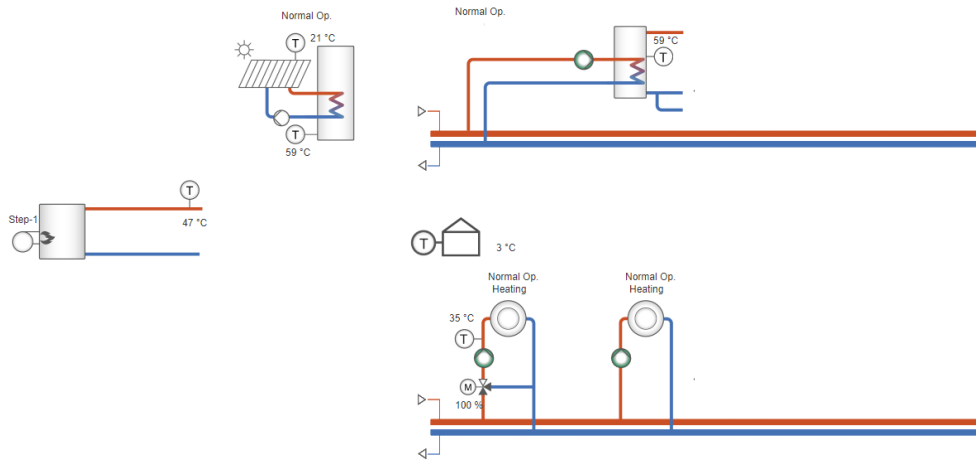 Normal Op.
21 °C
T
T
59 °C
Normal Op.
59 °C
T
T
47 °C
Step-1
T
3 °C
Normal Op.
Heating
35 °C
T
M
100 %
Normal Op.
Heating